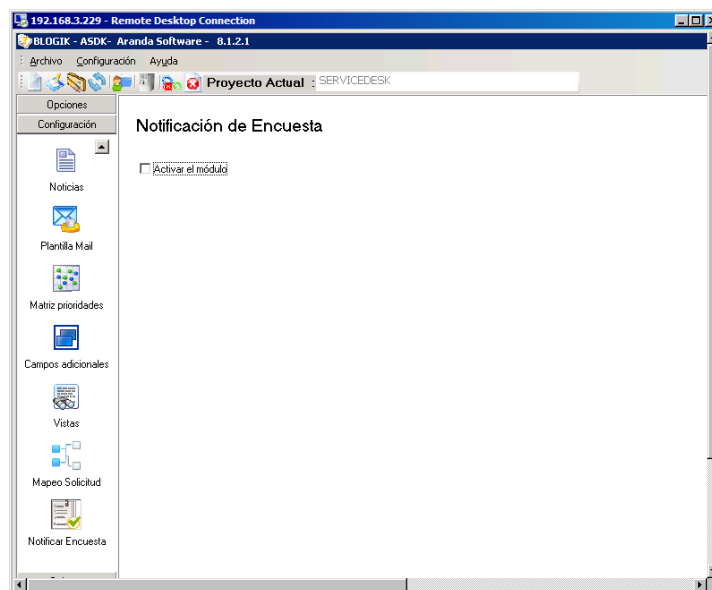 192.168.3.229 - Remote Desktop Connection
BLOGIK - ASDK- Aranda Software - 8.1.2.1
Archivo Configuración Ayuda
Proyecto Actual : SERVICEDESK
Opciones
Configuración
Notificación de Encuesta
Activar el módulo
Noticias
Plantilla Mail
Matriz prioridades
Campos adicionales
Vistas
Mapeo Solicitud
Notificar Encuesta